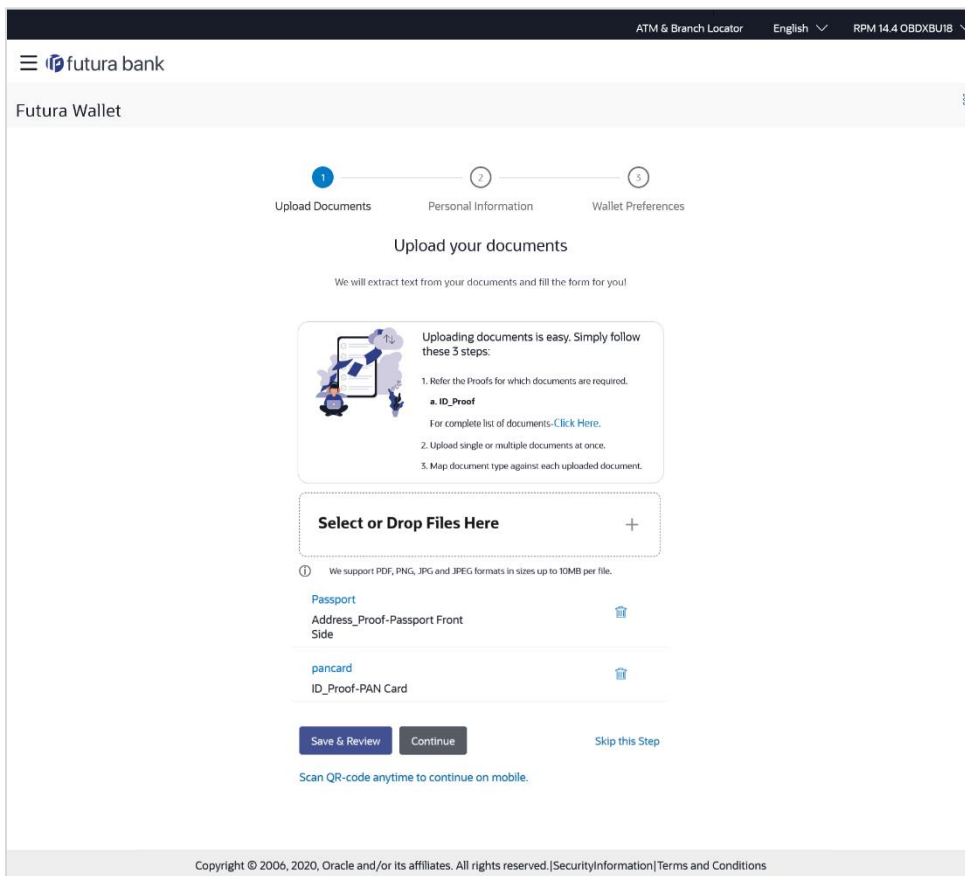 ATM & Branch Locator English RPM 14.4 OBDXBU18
futura bank
Futura Wallet
1 2 3
Upload Documents Personal Information Wallet Preferences
Upload your documents
We will extract text from your documents and fill the form for you!
Uploading documents is easy. Simply follow
these 3 steps:
1. Refer the Proofs for which documents are required.
a. ID_Proof
For complete list of documents-Click Here.
2. Upload single or multiple documents at once.
3. Map document type against each uploaded document.
Select or Drop Files Here
We support PDF, PNG, JPG and JPEG formats in sizes up to 10MB per file.
Passport
Address_Proof-Passport Front
Side
pancard
ID_Proof-PAN Card
Save & Review Continue Skip this Step
Scan QR-code anytime to continue on mobile.
Copyright © 2006, 2020, Oracle and/or its affiliates. All rights reserved.|SecurityInformation|Terms and Conditions